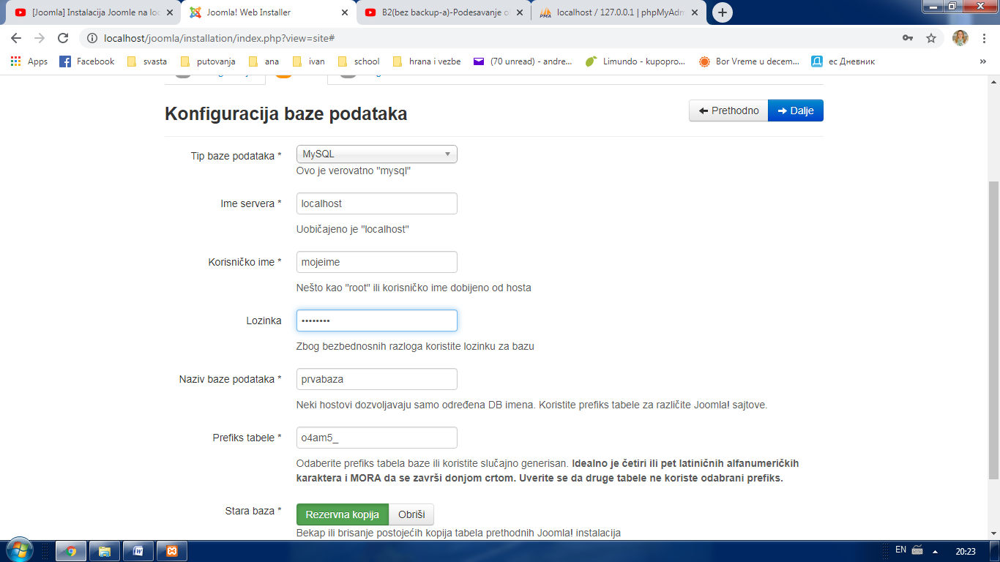 [Joomla] Instalacija Joomle na loc
Joomla! Web Installer
B2(bez backup-a)-Podesavanje o
localhost / 127.0.0.1 | phpMyAdm
localhost/joomla/installation/index.php?view=site#
Apps
Facebook
svasta
putovanja
ana
ivan
school
hrana i vezbe
(70 unread) - andre...
Limundo - kupopro...
Bor Vreme u decem...
ес Дневник
»
Konfiguracija baze podataka
Prethodno
Dalje
Tip baze podataka *
MySQL
Ovo je verovatno "mysql"
Ime servera *
localhost
Uobičajeno je "localhost"
Korisničko ime *
mojeime
Nešto kao "root" ili korisničko ime dobijeno od hosta
Lozinka
••••••••
Zbog bezbednosnih razloga koristite lozinku za bazu
Naziv baze podataka *
prvabaza
Neki hostovi dozvoljavaju samo određena DB imena. Koristite prefiks tabele za različite Joomla! sajtove.
Prefiks tabele *
o4am5_
Odaberite prefiks tabela baze ili koristite slučajno generisan. Idealno je četiri ili pet latiničnih alfanumeričkih
karaktera i MORA da se završi donjom crtom. Uverite se da druge tabele ne koriste odabrani prefiks.
Stara baza *
Rezervna kopija
Obriši
Bekap ili brisanje postojećih kopija tabela prethodnih Joomla! instalacija
EN
20:23